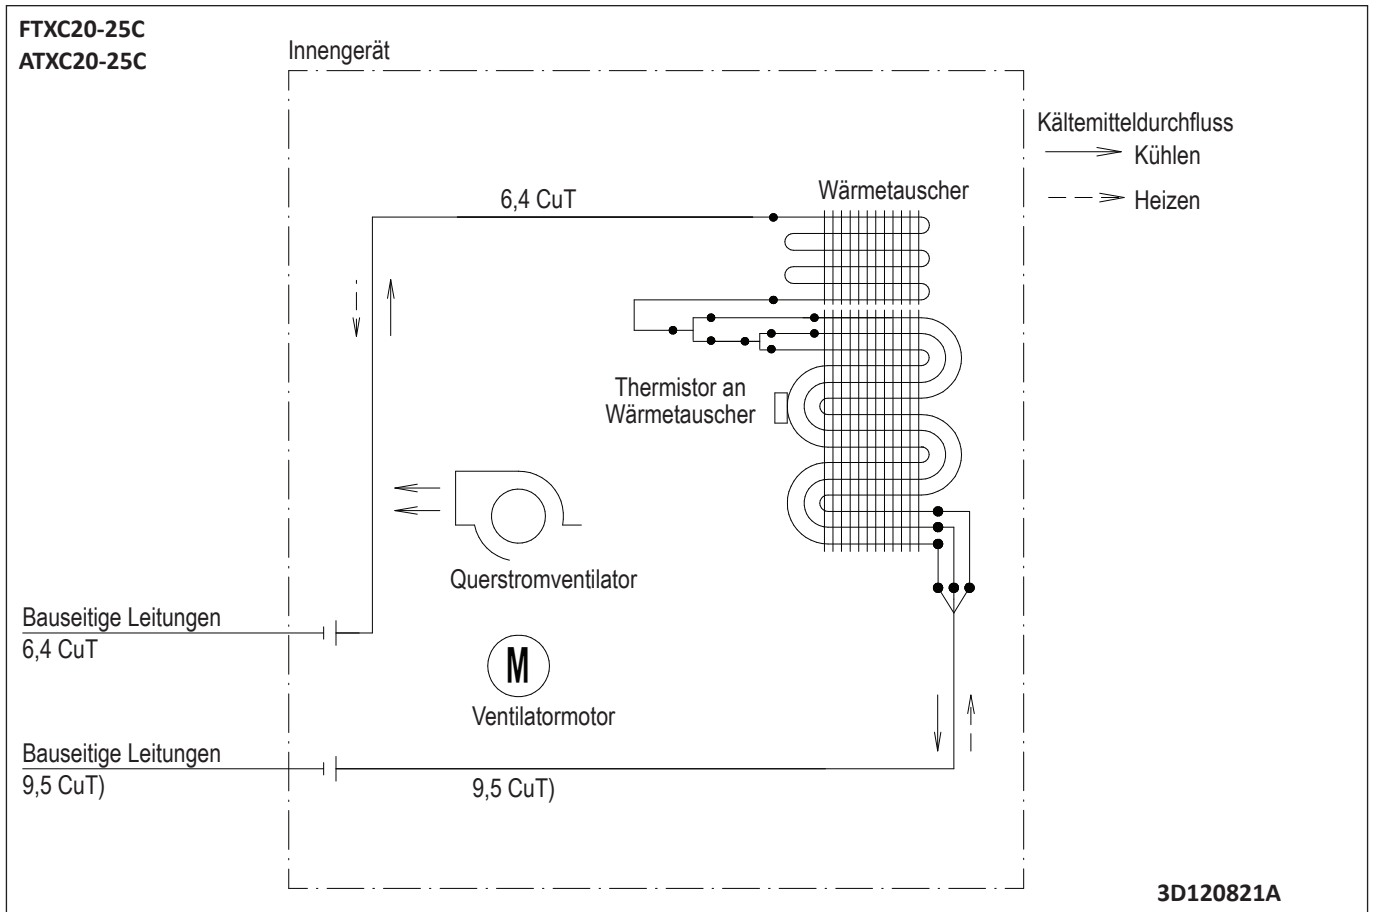 FTXC20-25C
ATXC20-25C
Innengerät
Kältemitteldurchfluss
Kühlen
Heizen
6,4 CuT
Wärmetauscher
Thermistor an
Wärmetauscher
Querstromventilator
Bauseitige Leitungen
6,4 CuT
M
Ventilatormotor
Bauseitige Leitungen
9,5 CuT)
9,5 CuT)
3D120821A